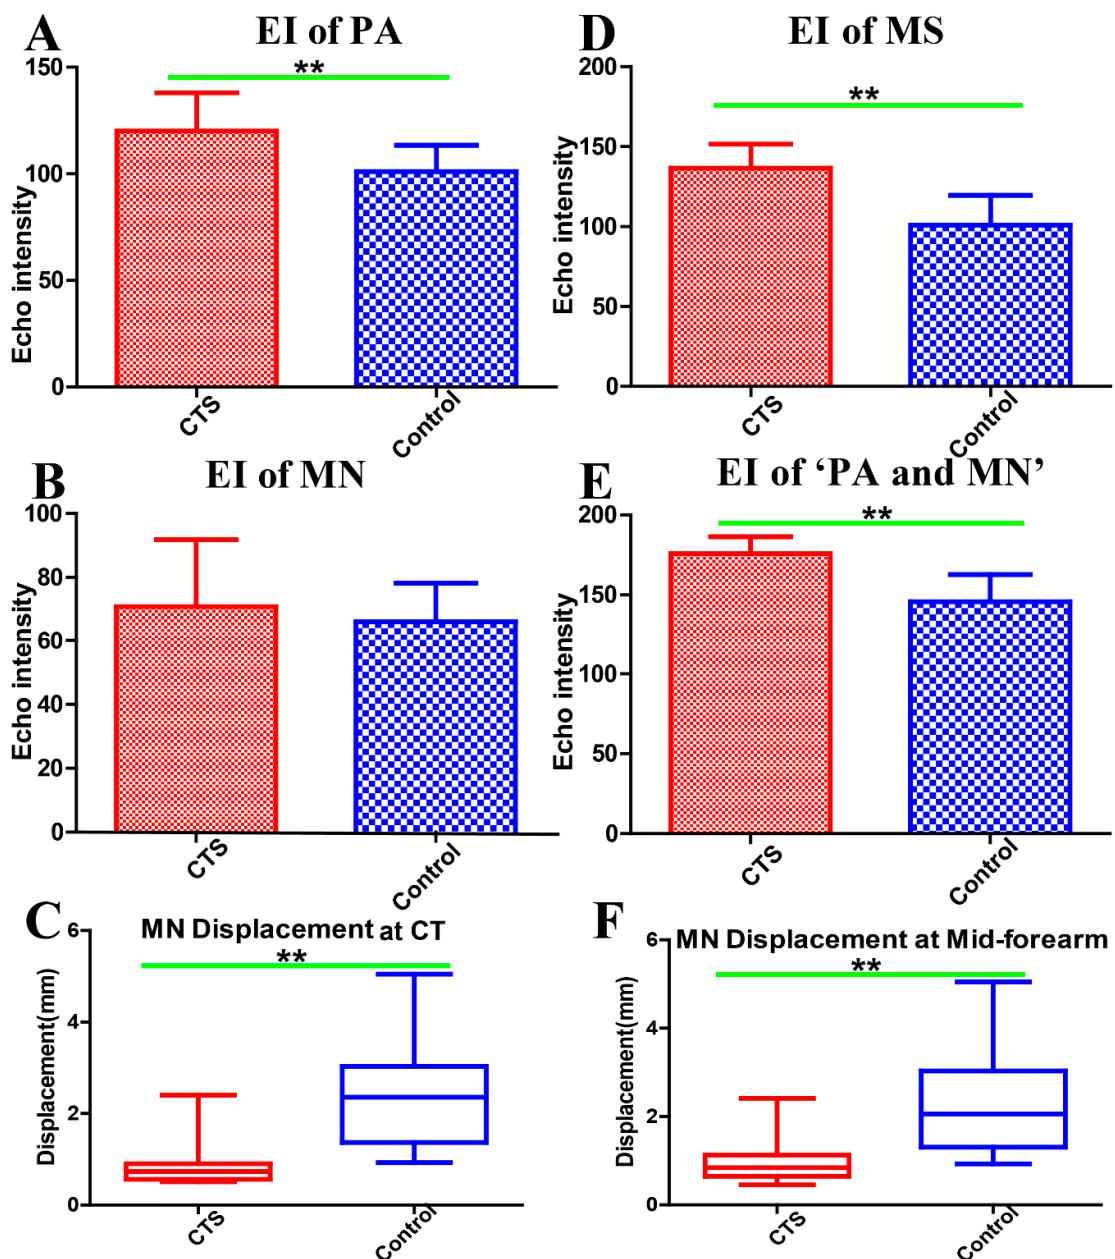 A
EI of PA
**
150
100
50
0
Echo intensity
CTS
Control
D
EI of MS
**
200
150
100
50
0
Echo intensity
CTS
Control
B
EI of MN
100
80
60
40
20
0
Echo intensity
CTS
Control
E
EI of ‘PA and MN’
**
200
150
100
50
0
Echo intensity
CTS
Control
C
MN Displacement at CT
**
6
4
2
0
Displacement(mm)
CTS
Control
F
MN Displacement at Mid-forearm
**
6
4
2
0
Displacement(mm)
CTS
Control